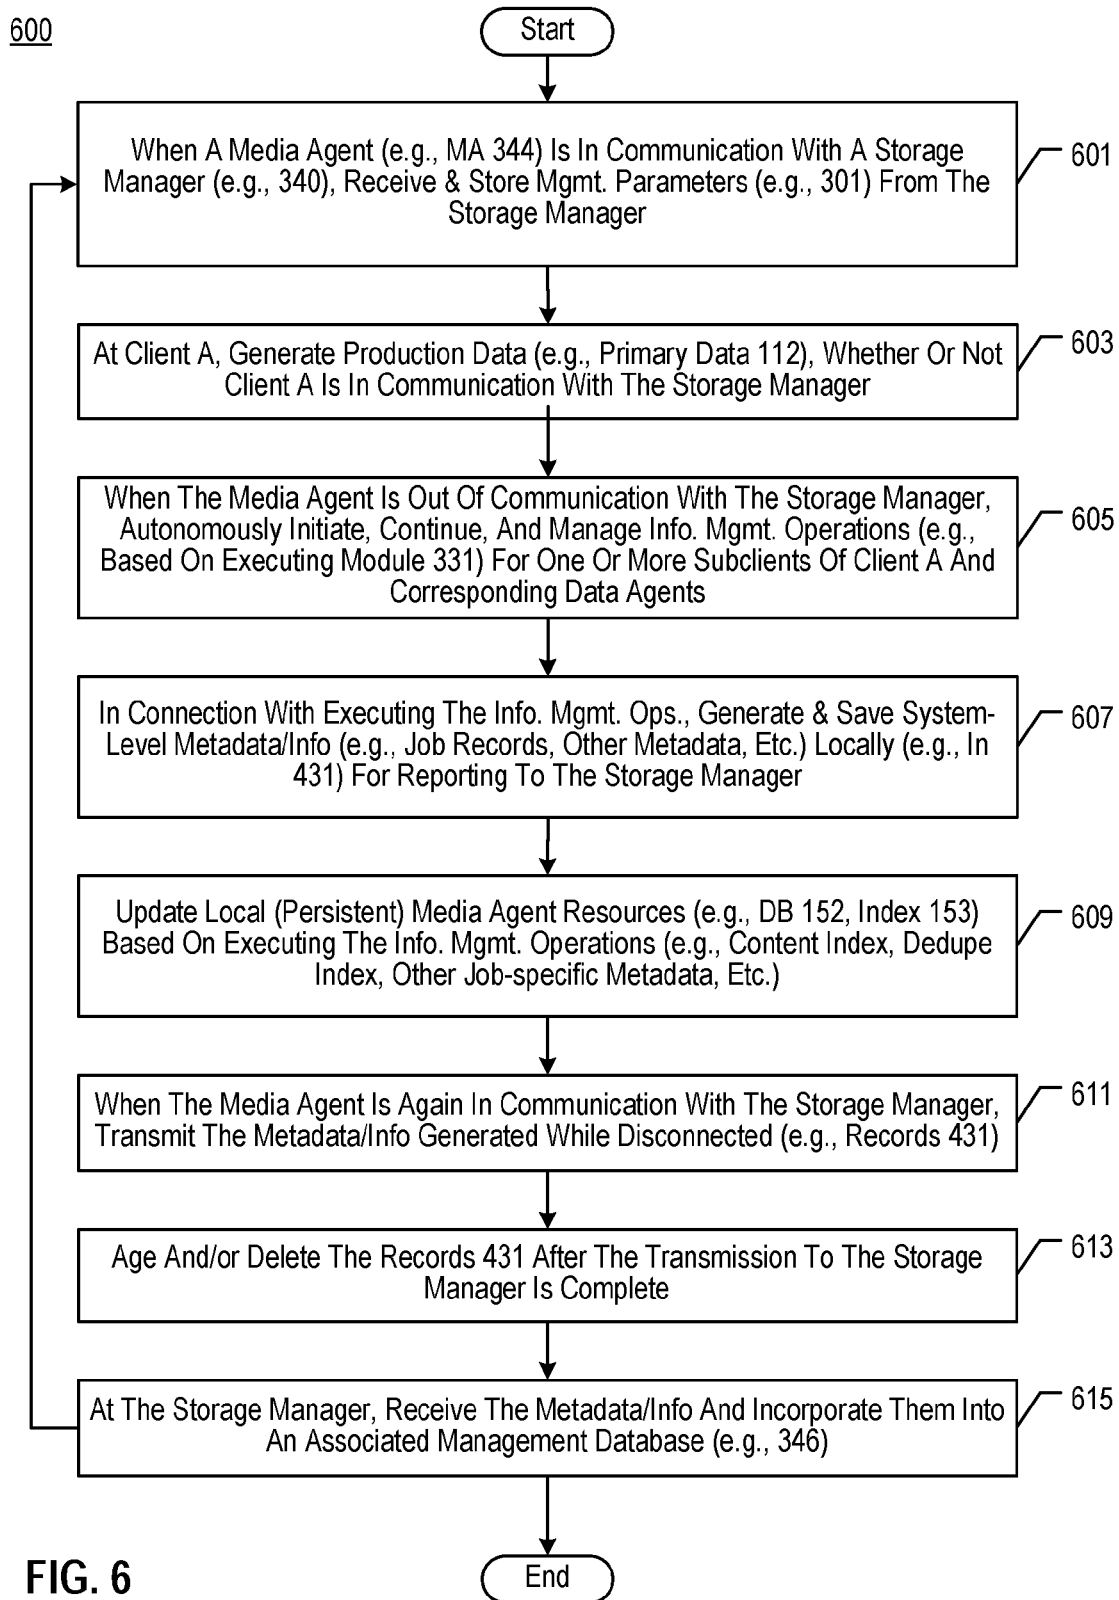 600
Start
When A Media Agent (e.g., MA 344) Is In Communication With A Storage
Manager (e.g., 340), Receive & Store Mgmt. Parameters (e.g., 301) From The
Storage Manager
601
At Client A, Generate Production Data (e.g., Primary Data 112), Whether Or Not
Client A Is In Communication With The Storage Manager
603
When The Media Agent Is Out Of Communication With The Storage Manager,
Autonomously Initiate, Continue, And Manage Info. Mgmt. Operations (e.g.,
Based On Executing Module 331) For One Or More Subclients Of Client A And
Corresponding Data Agents
605
In Connection With Executing The Info. Mgmt. Ops., Generate & Save System-
Level Metadata/Info (e.g., Job Records, Other Metadata, Etc.) Locally (e.g., In
431) For Reporting To The Storage Manager
607
Update Local (Persistent) Media Agent Resources (e.g., DB 152, Index 153)
Based On Executing The Info. Mgmt. Operations (e.g., Content Index, Dedupe
Index, Other Job-specific Metadata, Etc.)
609
When The Media Agent Is Again In Communication With The Storage Manager,
Transmit The Metadata/Info Generated While Disconnected (e.g., Records 431)
611
Age And/or Delete The Records 431 After The Transmission To The Storage
Manager Is Complete
613
At The Storage Manager, Receive The Metadata/Info And Incorporate Them Into
An Associated Management Database (e.g., 346)
615
End
FIG. 6